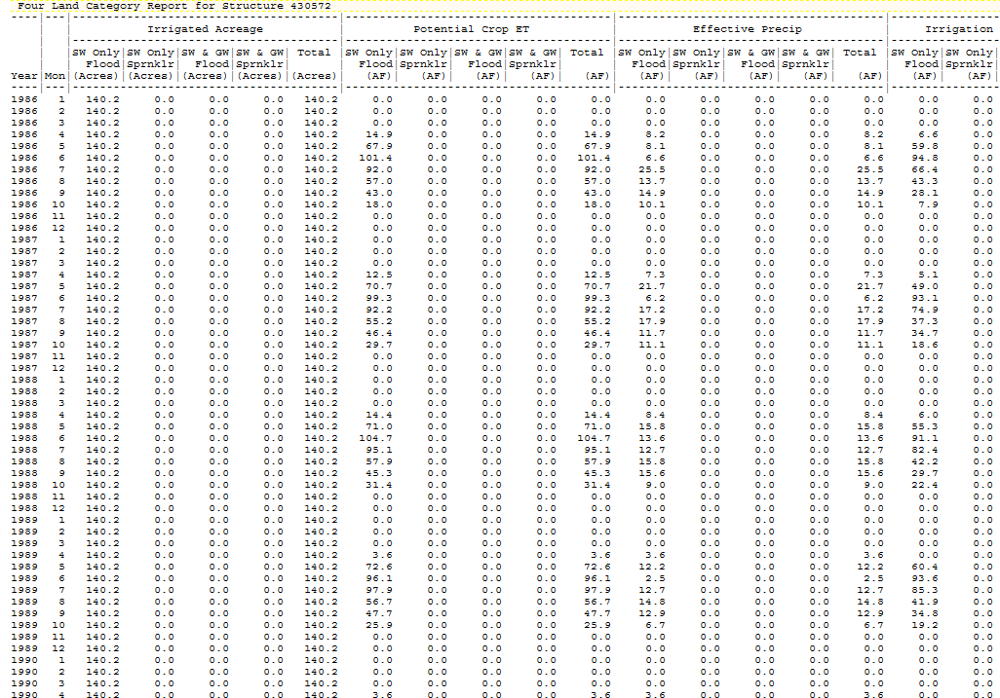 Four Land Category Report for Structure 430572
Irrigated Acreage | Potential Crop ET | Effective Precip | Irrigation
SW Only| SW Only| SW & GW| SW & GW| Total | SW Only| SW Only| SW & GW| SW & GW| Total | SW Only| SW Only| SW & GW| SW & GW| Total | SW Only| SW Only|
Flood| Sprnklr| Flood| Sprnklr| | Flood| Sprnklr| Flood| Sprnklr| | Flood| Sprnklr| Flood| Sprnklr| | Flood| Sprnklr|
Year| Mon| (Acres)| (Acres)| (Acres)| (Acres)| (Acres)| (AF)| (AF)| (AF)| (AF)| (AF)| (AF)| (AF)| (AF)| (AF)| (AF)| (AF)| (AF)|
1986 1 140.2 0.0 0.0 0.0 140.2 0.0 0.0 0.0 0.0 0.0 0.0 0.0 0.0 0.0 0.0 0.0 0.0
1986 2 140.2 0.0 0.0 0.0 140.2 0.0 0.0 0.0 0.0 0.0 0.0 0.0 0.0 0.0 0.0 0.0 0.0
1986 3 140.2 0.0 0.0 0.0 140.2 0.0 0.0 0.0 0.0 0.0 0.0 0.0 0.0 0.0 0.0 0.0 0.0
1986 4 140.2 0.0 0.0 0.0 140.2 14.9 0.0 0.0 0.0 14.9 8.2 0.0 0.0 0.0 8.2 6.6 0.0
1986 5 140.2 0.0 0.0 0.0 140.2 67.9 0.0 0.0 0.0 67.9 8.1 0.0 0.0 0.0 8.1 59.8 0.0
1986 6 140.2 0.0 0.0 0.0 140.2 101.4 0.0 0.0 0.0 101.4 6.6 0.0 0.0 0.0 6.6 94.8 0.0
1986 7 140.2 0.0 0.0 0.0 140.2 92.0 0.0 0.0 0.0 92.0 25.5 0.0 0.0 0.0 25.5 66.4 0.0
1986 8 140.2 0.0 0.0 0.0 140.2 57.0 0.0 0.0 0.0 57.0 13.7 0.0 0.0 0.0 13.7 43.3 0.0
1986 9 140.2 0.0 0.0 0.0 140.2 43.0 0.0 0.0 0.0 43.0 14.9 0.0 0.0 0.0 14.9 28.1 0.0
1986 10 140.2 0.0 0.0 0.0 140.2 18.0 0.0 0.0 0.0 18.0 10.1 0.0 0.0 0.0 10.1 7.9 0.0
1986 11 140.2 0.0 0.0 0.0 140.2 0.0 0.0 0.0 0.0 0.0 0.0 0.0 0.0 0.0 0.0 0.0 0.0
1986 12 140.2 0.0 0.0 0.0 140.2 0.0 0.0 0.0 0.0 0.0 0.0 0.0 0.0 0.0 0.0 0.0 0.0
1987 1 140.2 0.0 0.0 0.0 140.2 0.0 0.0 0.0 0.0 0.0 0.0 0.0 0.0 0.0 0.0 0.0 0.0
1987 2 140.2 0.0 0.0 0.0 140.2 0.0 0.0 0.0 0.0 0.0 0.0 0.0 0.0 0.0 0.0 0.0 0.0
1987 3 140.2 0.0 0.0 0.0 140.2 0.0 0.0 0.0 0.0 0.0 0.0 0.0 0.0 0.0 0.0 0.0 0.0
1987 4 140.2 0.0 0.0 0.0 140.2 12.5 0.0 0.0 0.0 12.5 7.3 0.0 0.0 0.0 7.3 5.1 0.0
1987 5 140.2 0.0 0.0 0.0 140.2 70.7 0.0 0.0 0.0 70.7 21.7 0.0 0.0 0.0 21.7 49.0 0.0
1987 6 140.2 0.0 0.0 0.0 140.2 99.3 0.0 0.0 0.0 99.3 6.2 0.0 0.0 0.0 6.2 93.1 0.0
1987 7 140.2 0.0 0.0 0.0 140.2 92.2 0.0 0.0 0.0 92.2 17.2 0.0 0.0 0.0 17.2 74.9 0.0
1987 8 140.2 0.0 0.0 0.0 140.2 55.2 0.0 0.0 0.0 55.2 17.9 0.0 0.0 0.0 17.9 37.3 0.0
1987 9 140.2 0.0 0.0 0.0 140.2 46.4 0.0 0.0 0.0 46.4 11.7 0.0 0.0 0.0 11.7 34.7 0.0
1987 10 140.2 0.0 0.0 0.0 140.2 29.7 0.0 0.0 0.0 29.7 11.1 0.0 0.0 0.0 11.1 18.6 0.0
1987 11 140.2 0.0 0.0 0.0 140.2 0.0 0.0 0.0 0.0 0.0 0.0 0.0 0.0 0.0 0.0 0.0 0.0
1987 12 140.2 0.0 0.0 0.0 140.2 0.0 0.0 0.0 0.0 0.0 0.0 0.0 0.0 0.0 0.0 0.0 0.0
1988 1 140.2 0.0 0.0 0.0 140.2 0.0 0.0 0.0 0.0 0.0 0.0 0.0 0.0 0.0 0.0 0.0 0.0
1988 2 140.2 0.0 0.0 0.0 140.2 0.0 0.0 0.0 0.0 0.0 0.0 0.0 0.0 0.0 0.0 0.0 0.0
1988 3 140.2 0.0 0.0 0.0 140.2 0.0 0.0 0.0 0.0 0.0 0.0 0.0 0.0 0.0 0.0 0.0 0.0
1988 4 140.2 0.0 0.0 0.0 140.2 14.4 0.0 0.0 0.0 14.4 8.4 0.0 0.0 0.0 8.4 6.0 0.0
1988 5 140.2 0.0 0.0 0.0 140.2 71.0 0.0 0.0 0.0 71.0 15.8 0.0 0.0 0.0 15.8 55.3 0.0
1988 6 140.2 0.0 0.0 0.0 140.2 104.7 0.0 0.0 0.0 104.7 13.6 0.0 0.0 0.0 13.6 91.1 0.0
1988 7 140.2 0.0 0.0 0.0 140.2 95.1 0.0 0.0 0.0 95.1 12.7 0.0 0.0 0.0 12.7 82.4 0.0
1988 8 140.2 0.0 0.0 0.0 140.2 57.9 0.0 0.0 0.0 57.9 15.8 0.0 0.0 0.0 15.8 42.2 0.0
1988 9 140.2 0.0 0.0 0.0 140.2 45.3 0.0 0.0 0.0 45.3 15.6 0.0 0.0 0.0 15.6 29.7 0.0
1988 10 140.2 0.0 0.0 0.0 140.2 31.4 0.0 0.0 0.0 31.4 9.0 0.0 0.0 0.0 9.0 22.4 0.0
1988 11 140.2 0.0 0.0 0.0 140.2 0.0 0.0 0.0 0.0 0.0 0.0 0.0 0.0 0.0 0.0 0.0 0.0
1988 12 140.2 0.0 0.0 0.0 140.2 0.0 0.0 0.0 0.0 0.0 0.0 0.0 0.0 0.0 0.0 0.0 0.0
1989 1 140.2 0.0 0.0 0.0 140.2 0.0 0.0 0.0 0.0 0.0 0.0 0.0 0.0 0.0 0.0 0.0 0.0
1989 2 140.2 0.0 0.0 0.0 140.2 0.0 0.0 0.0 0.0 0.0 0.0 0.0 0.0 0.0 0.0 0.0 0.0
1989 3 140.2 0.0 0.0 0.0 140.2 0.0 0.0 0.0 0.0 0.0 0.0 0.0 0.0 0.0 0.0 0.0 0.0
1989 4 140.2 0.0 0.0 0.0 140.2 3.6 0.0 0.0 0.0 3.6 3.6 0.0 0.0 0.0 3.6 0.0 0.0
1989 5 140.2 0.0 0.0 0.0 140.2 72.6 0.0 0.0 0.0 72.6 12.2 0.0 0.0 0.0 12.2 60.4 0.0
1989 6 140.2 0.0 0.0 0.0 140.2 96.1 0.0 0.0 0.0 96.1 2.5 0.0 0.0 0.0 2.5 93.6 0.0
1989 7 140.2 0.0 0.0 0.0 140.2 97.9 0.0 0.0 0.0 97.9 12.7 0.0 0.0 0.0 12.7 85.3 0.0
1989 8 140.2 0.0 0.0 0.0 140.2 56.7 0.0 0.0 0.0 56.7 14.8 0.0 0.0 0.0 14.8 41.9 0.0
1989 9 140.2 0.0 0.0 0.0 140.2 47.7 0.0 0.0 0.0 47.7 12.9 0.0 0.0 0.0 12.9 34.8 0.0
1989 10 140.2 0.0 0.0 0.0 140.2 25.9 0.0 0.0 0.0 25.9 6.7 0.0 0.0 0.0 6.7 19.2 0.0
1989 11 140.2 0.0 0.0 0.0 140.2 0.0 0.0 0.0 0.0 0.0 0.0 0.0 0.0 0.0 0.0 0.0 0.0
1989 12 140.2 0.0 0.0 0.0 140.2 0.0 0.0 0.0 0.0 0.0 0.0 0.0 0.0 0.0 0.0 0.0 0.0
1990 1 140.2 0.0 0.0 0.0 140.2 0.0 0.0 0.0 0.0 0.0 0.0 0.0 0.0 0.0 0.0 0.0 0.0
1990 2 140.2 0.0 0.0 0.0 140.2 0.0 0.0 0.0 0.0 0.0 0.0 0.0 0.0 0.0 0.0 0.0 0.0
1990 3 140.2 0.0 0.0 0.0 140.2 0.0 0.0 0.0 0.0 0.0 0.0 0.0 0.0 0.0 0.0 0.0 0.0
1990 4 140.2 0.0 0.0 0.0 140.2 3.6 0.0 0.0 0.0 3.6 3.6 0.0 0.0 0.0 3.6 0.0 0.0